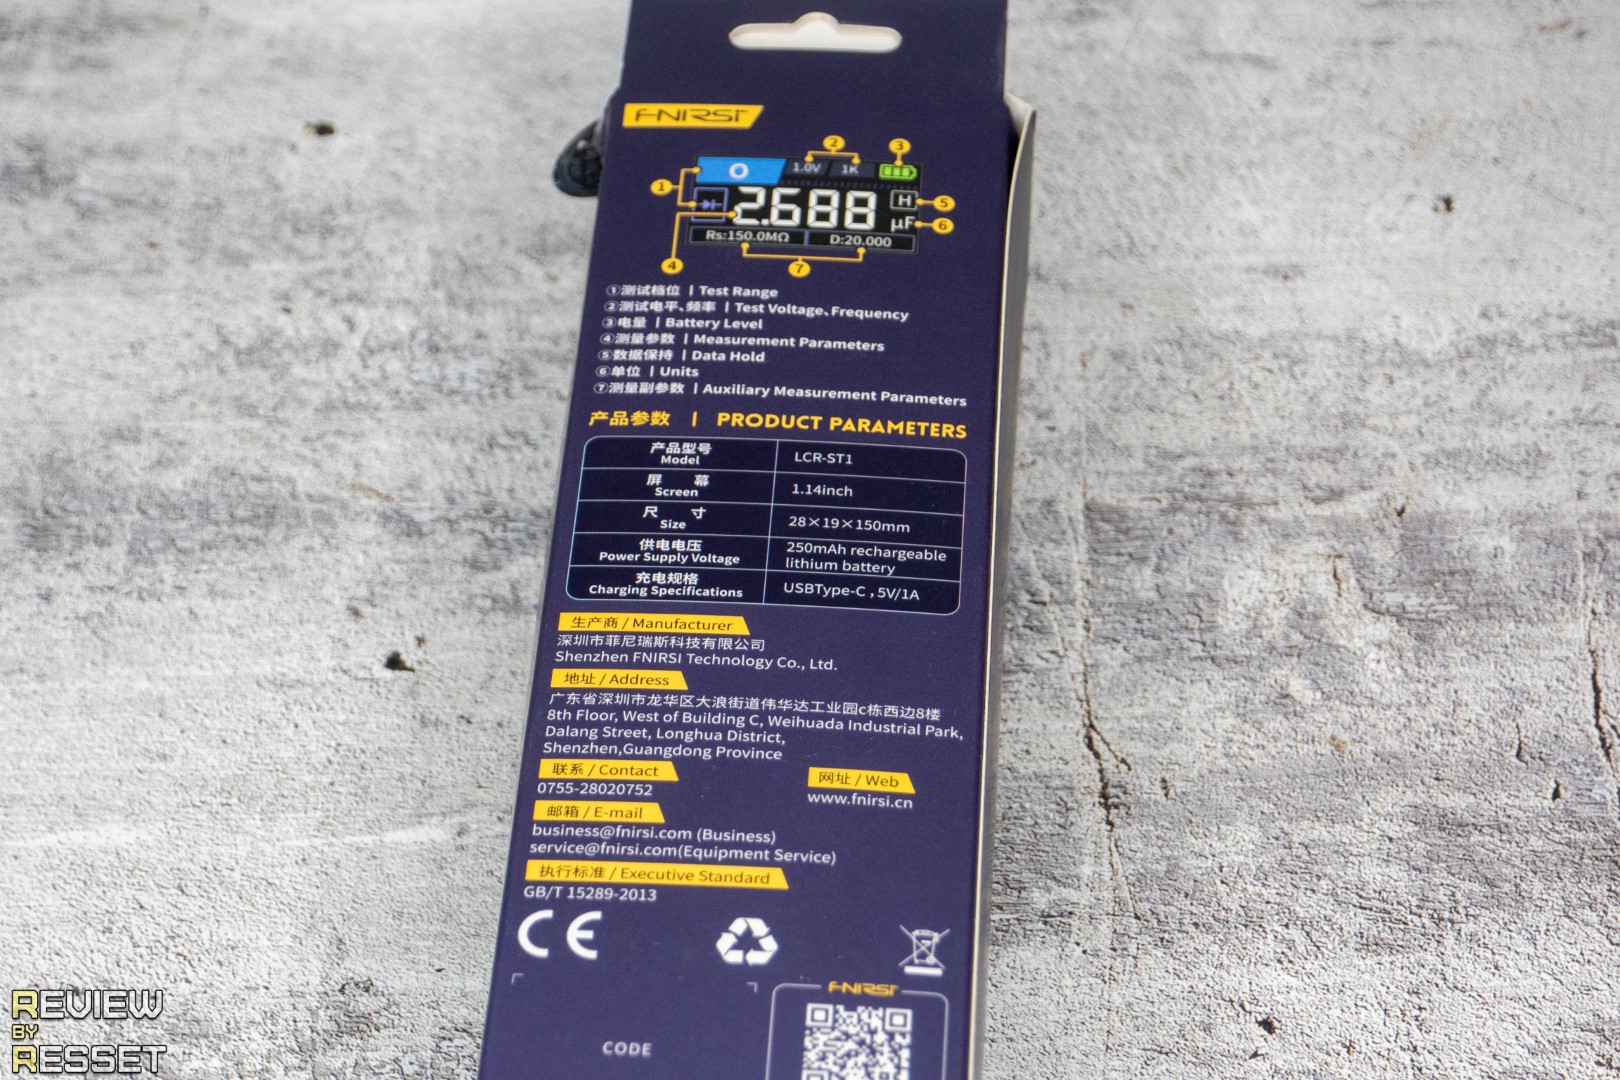 FNIRSI
2
3
1.0V 1K
1
2.688
H
5
μF
6
Rs:150.0MΩ D:20.000
4
7
①测试档位 | Test Range
②测试电平、频率 | Test Voltage、Frequency
③电量 | Battery Level
④测量参数 | Measurement Parameters
⑤数据保持 | Data Hold
⑥单位 | Units
⑦测量副参数 | Auxiliary Measurement Parameters
产品参数 | PRODUCT PARAMETERS
产品型号
Model
LCR-ST1
屏 幕
Screen
1.14inch
尺 寸
Size
28×19×150mm
供电电压
Power Supply Voltage
250mAh rechargeable
lithium battery
充电规格
Charging Specifications
USBType-C , 5V/1A
生产商 / Manufacturer
深圳市菲尼瑞斯科技有限公司
Shenzhen FNIRSI Technology Co., Ltd.
地址 / Address
广东省深圳市龙华区大浪街道伟华达工业园c栋西边8楼
8th Floor, West of Building C, Weihuada Industrial Park,
Dalang Street, Longhua District,
Shenzhen,Guangdong Province
联系 / Contact
0755-28020752
网址 / Web
www.fnirsi.cn
邮箱 / E-mail
business@fnirsi.com (Business)
service@fnirsi.com(Equipment Service)
执行标准 / Executive Standard
GB/T 15289-2013
CE
FNIRSI
CODE
REVIEW
BY
RESSET